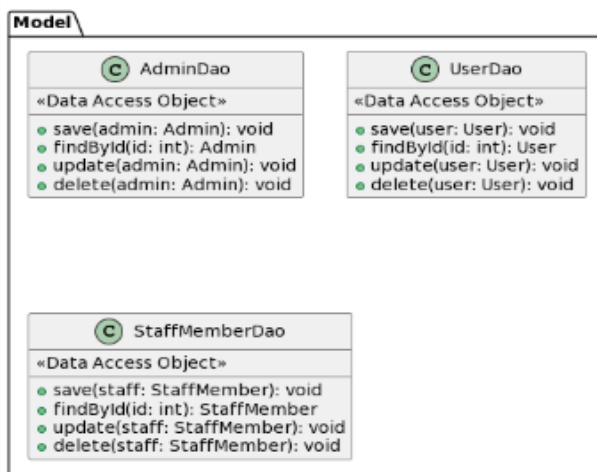 Model
C AdminDao
«Data Access Object»
save(admin: Admin): void
findById(id: int): Admin
update(admin: Admin): void
delete(admin: Admin): void
C UserDao
«Data Access Object»
save(user: User): void
findById(id: int): User
update(user: User): void
delete(user: User): void
C StaffMemberDao
«Data Access Object»
save(staff: StaffMember): void
findById(id: int): StaffMember
update(staff: StaffMember): void
delete(staff: StaffMember): void